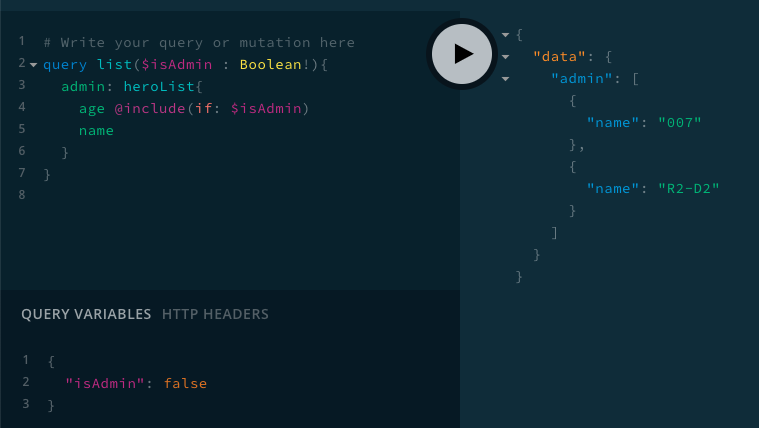 1 # Write your query or mutation here
2 query list($isAdmin : Boolean!){
3 admin: heroList{
4 age @include(if: $isAdmin)
5 name
6 }
7 }
8
QUERY VARIABLES HTTP HEADERS
1 {
2 "isAdmin": false
3 }
{
"data": {
"admin": [
{
"name": "007"
},
{
"name": "R2-D2"
}
]
}
}